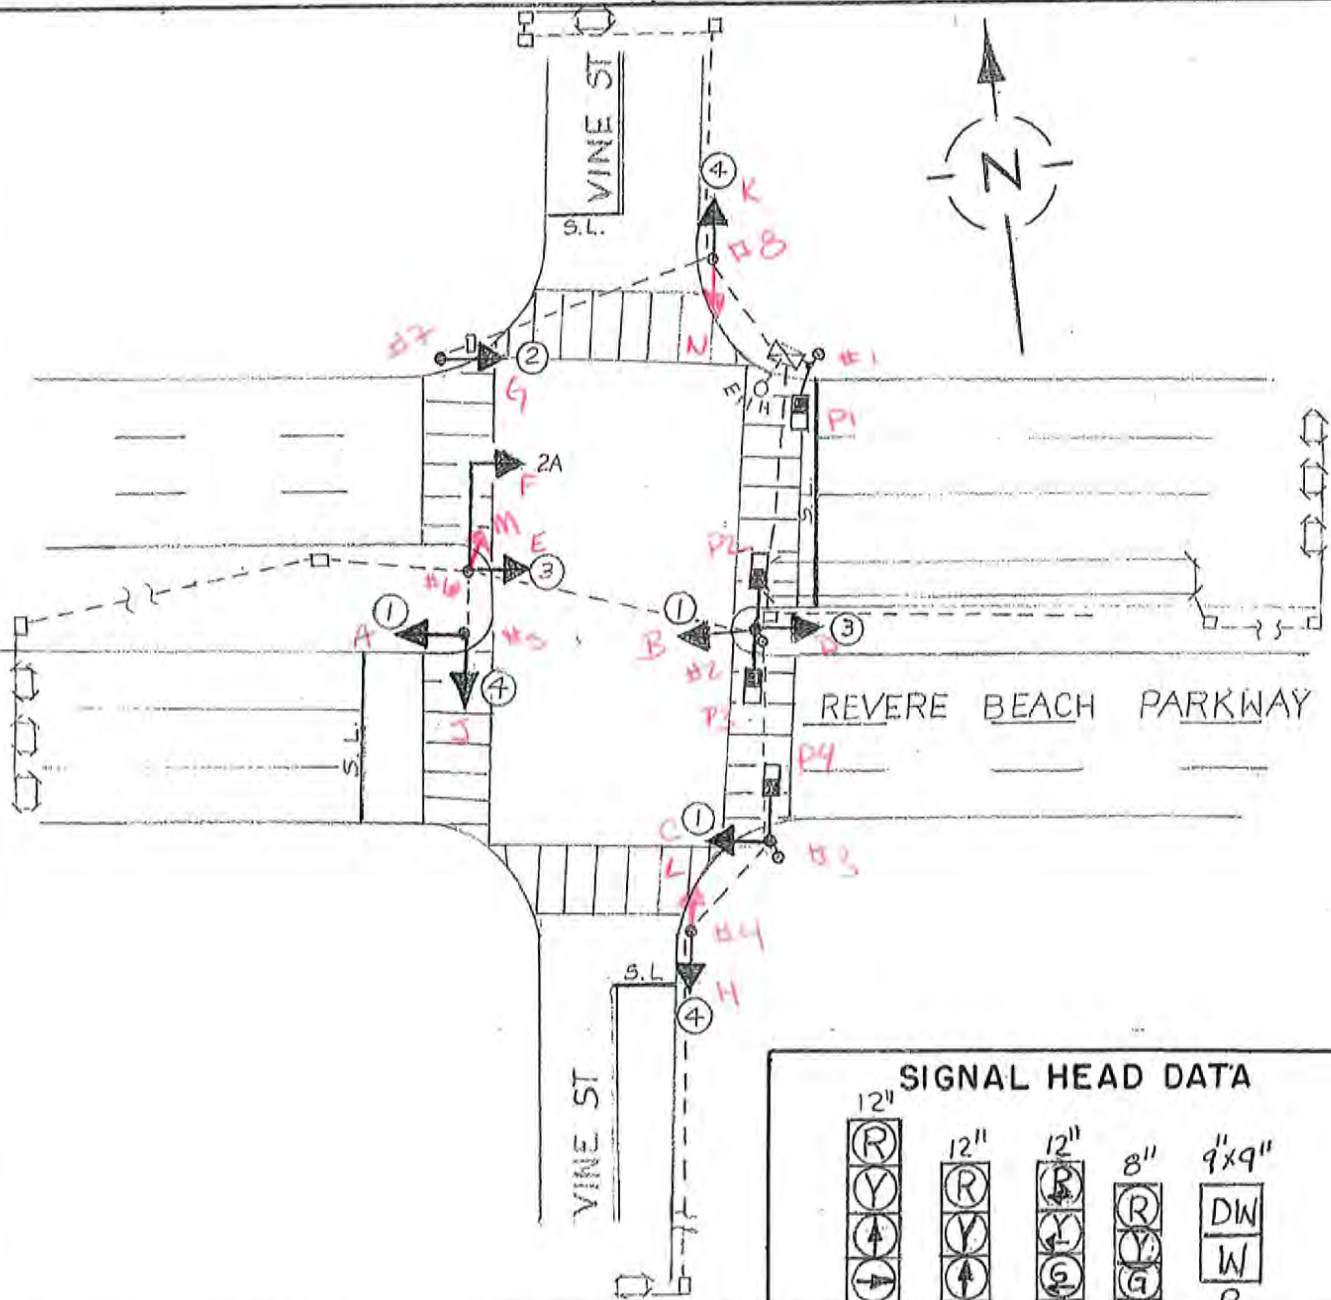 VINE ST
N
4
K
#8
S.L.
#7
2
G
N
#1
P1
2A
F
M
E
3
#6
P2
S.L.
1
A
#5
1
B
3
D
#2
4
J
P3
REVERE BEACH PARKWAY
S.L.
P4
C
1
#3
L
#4
S.L
H
4
VINE ST
SIGNAL HEAD DATA
12" 12" 12" 8" 9"x9"
R R R R DW
Y Y Y Y W
G G